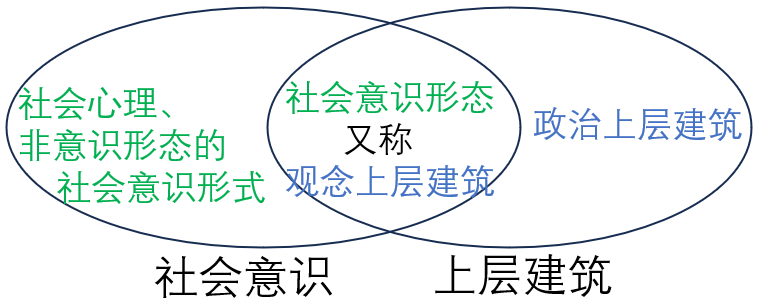 社会心理、
非意识形态的
社会意识形式
社会意识形态
又称
观念上层建筑
政治上层建筑
社会意识
上层建筑